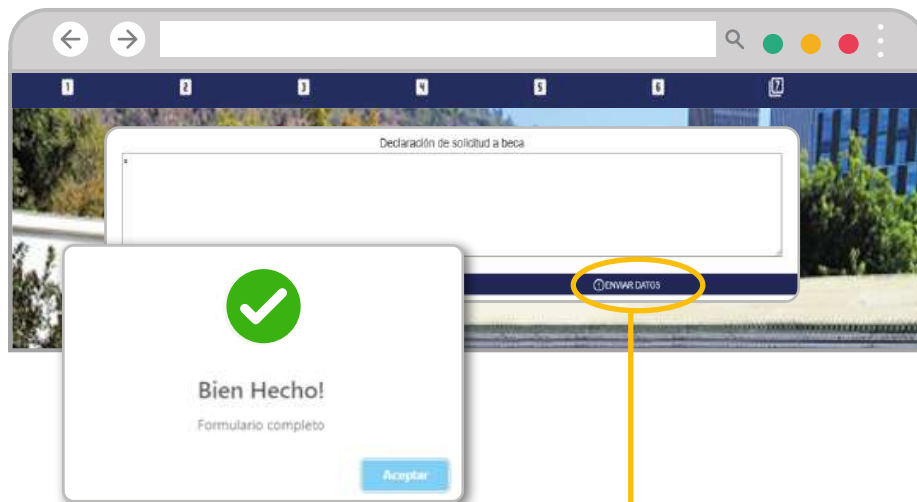 1 2 3 4 5 6 7
Declaración de solicitud a beca
s
ENVIAR DATOS
Bien Hecho!
Formulario completo
Aceptar